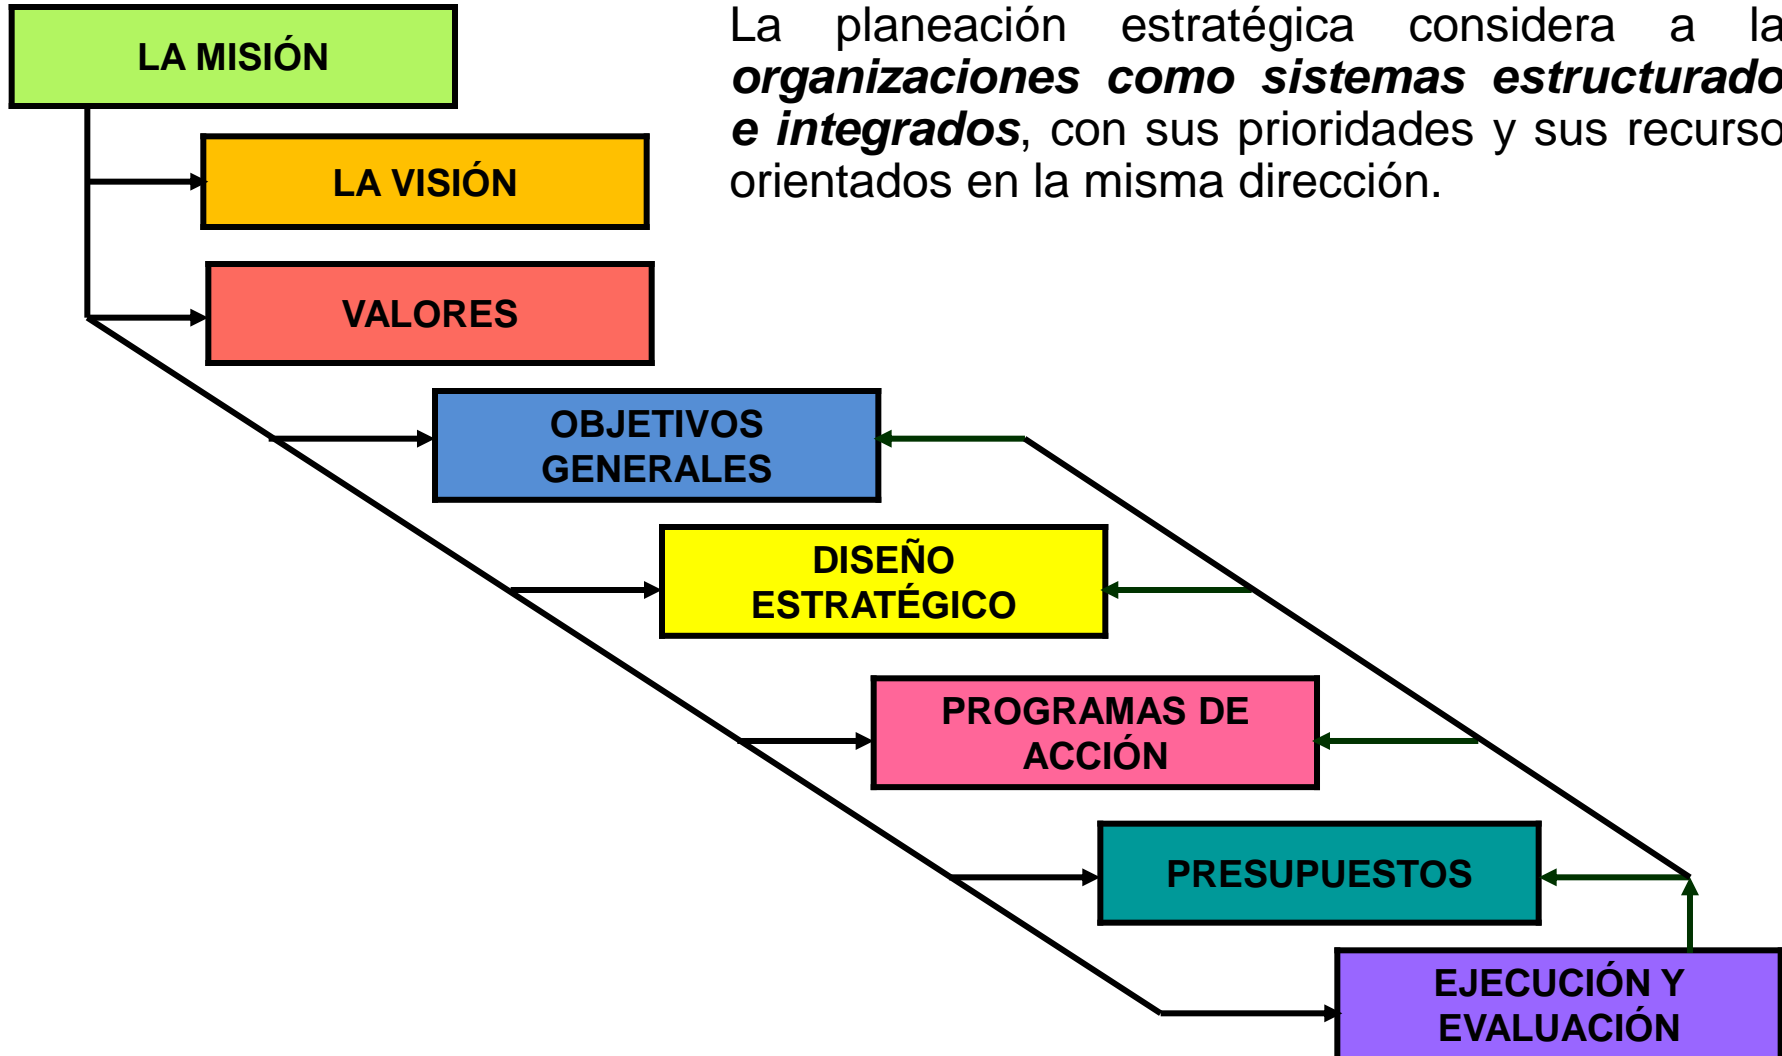 LA MISIÓN
La planeación estratégica considera a la
organizaciones como sistemas estructurado
e integrados, con sus prioridades y sus recurso
orientados en la misma dirección.
LA VISIÓN
VALORES
OBJETIVOS
GENERALES
DISEÑO
ESTRATÉGICO
PROGRAMAS DE
ACCIÓN
PRESUPUESTOS
EJECUCIÓN Y
EVALUACIÓN